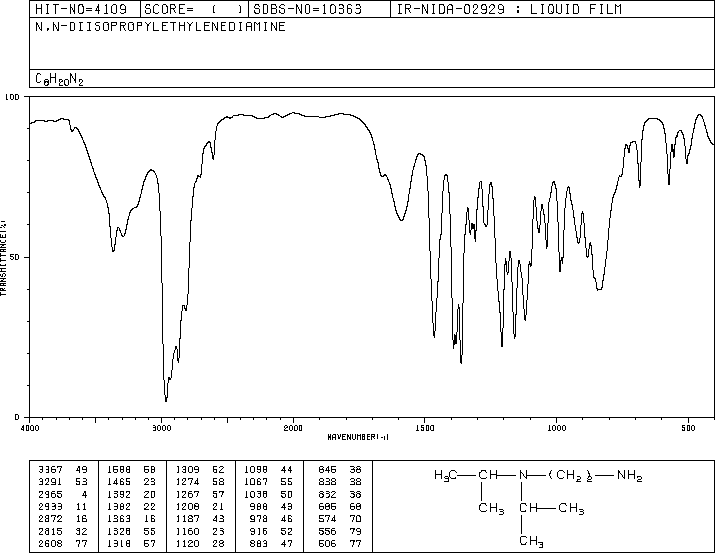 HIT-NO=4109 SCORE= ( ) SDBS-NO=10363 IR-NIDA-02929 : LIQUID FILM
N,N-DIISOPROPYLETHYLENEDIAMINE
C8H20N2
100
TRANSMITTANCE(%)
50
0
4000 3000 2000 1500 1000 500
WAVENUMBER(-1)
3367 49 1588 58 1309 52 1098 44 845 38
3291 53 1465 23 1274 58 1067 55 838 38
2965 4 1392 20 1267 57 1038 50 832 38
2933 11 1382 22 1208 21 988 43 685 68
2872 16 1363 16 1187 43 978 46 574 70
2815 32 1328 55 1160 23 916 52 556 79
2608 77 1318 57 1120 28 883 47 506 77
H3C—CH—N—(CH2)2—NH2
CH3 CH—CH3
CH3